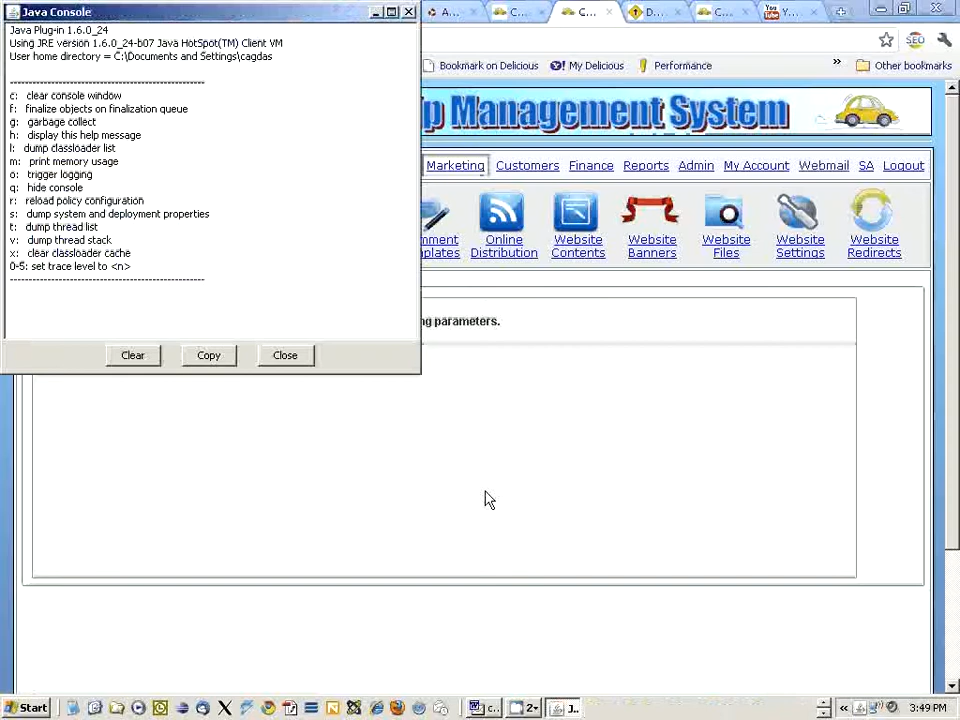 Java Console
Java Plug-in 1.6.0_24
Using JRE version 1.6.0_24-b07 Java HotSpot(TM) Client VM
User home directory = C:\Documents and Settings\cagdas
----------------------------------------------------
c: clear console window
f: finalize objects on finalization queue
g: garbage collect
h: display this help message
l: dump classloader list
m: print memory usage
o: trigger logging
q: hide console
r: reload policy configuration
s: dump system and deployment properties
t: dump thread list
v: dump thread stack
x: clear classloader cache
0-5: set trace level to <n>
----------------------------------------------------
Clear Copy Close
A... C... C... D... C... Y...
SEO
Bookmark on Delicious My Delicious Performance » Other bookmarks
p Management System
Marketing Customers Finance Reports Admin My Account Webmail SA Logout
mment Online Website Website Website Website Website
plates Distribution Contents Banners Files Settings Redirects
ng parameters.
Start c.. 2 J.. « 3:49 PM